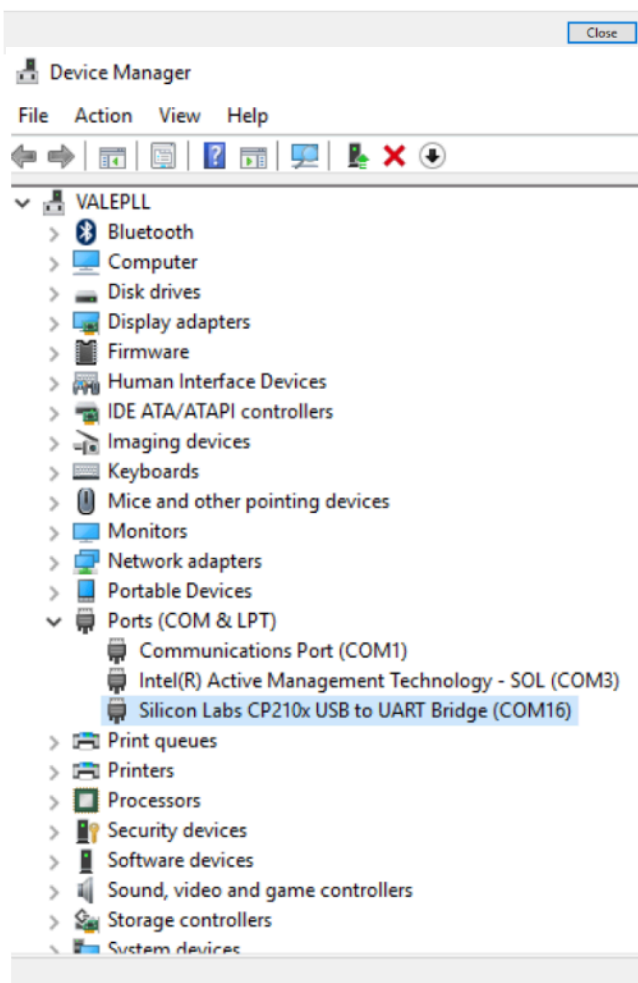 Close
Device Manager
File Action View Help
VALEPLL
Bluetooth
Computer
Disk drives
Display adapters
Firmware
Human Interface Devices
IDE ATA/ATAPI controllers
Imaging devices
Keyboards
Mice and other pointing devices
Monitors
Network adapters
Portable Devices
Ports (COM & LPT)
Communications Port (COM1)
Intel(R) Active Management Technology - SOL (COM3)
Silicon Labs CP210x USB to UART Bridge (COM16)
Print queues
Printers
Processors
Security devices
Software devices
Sound, video and game controllers
Storage controllers
System devices